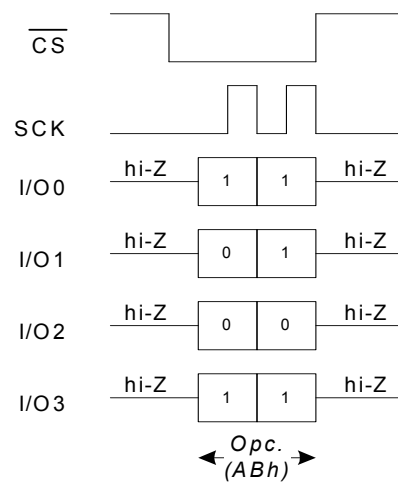 CS
SCK
hi-Z hi-Z
I/O0 1 1
hi-Z hi-Z
I/O1 0 1
hi-Z hi-Z
I/O2 0 0
hi-Z hi-Z
I/O3 1 1
Opc.
(ABh)